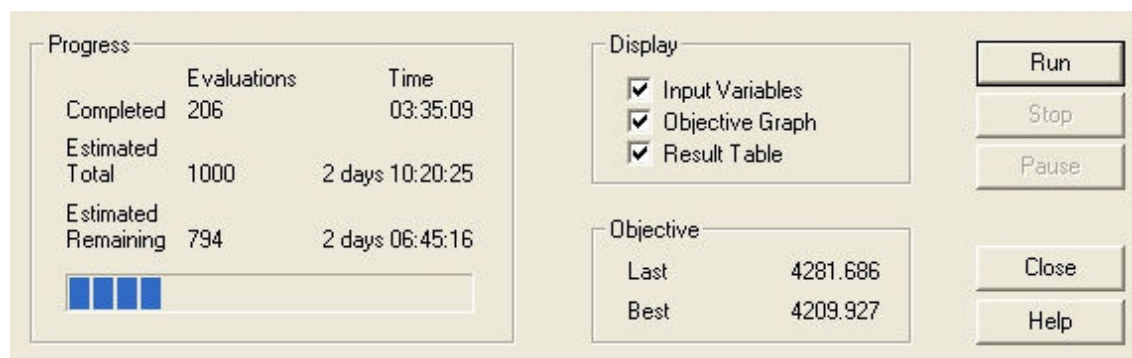 Progress
Evaluations Time
Completed 206 03:35:09
Estimated
Total 1000 2 days 10:20:25
Estimated
Remaining 794 2 days 06:45:16
Display
Input Variables
Objective Graph
Result Table
Objective
Last 4281.686
Best 4209.927
Run
Stop
Pause
Close
Help